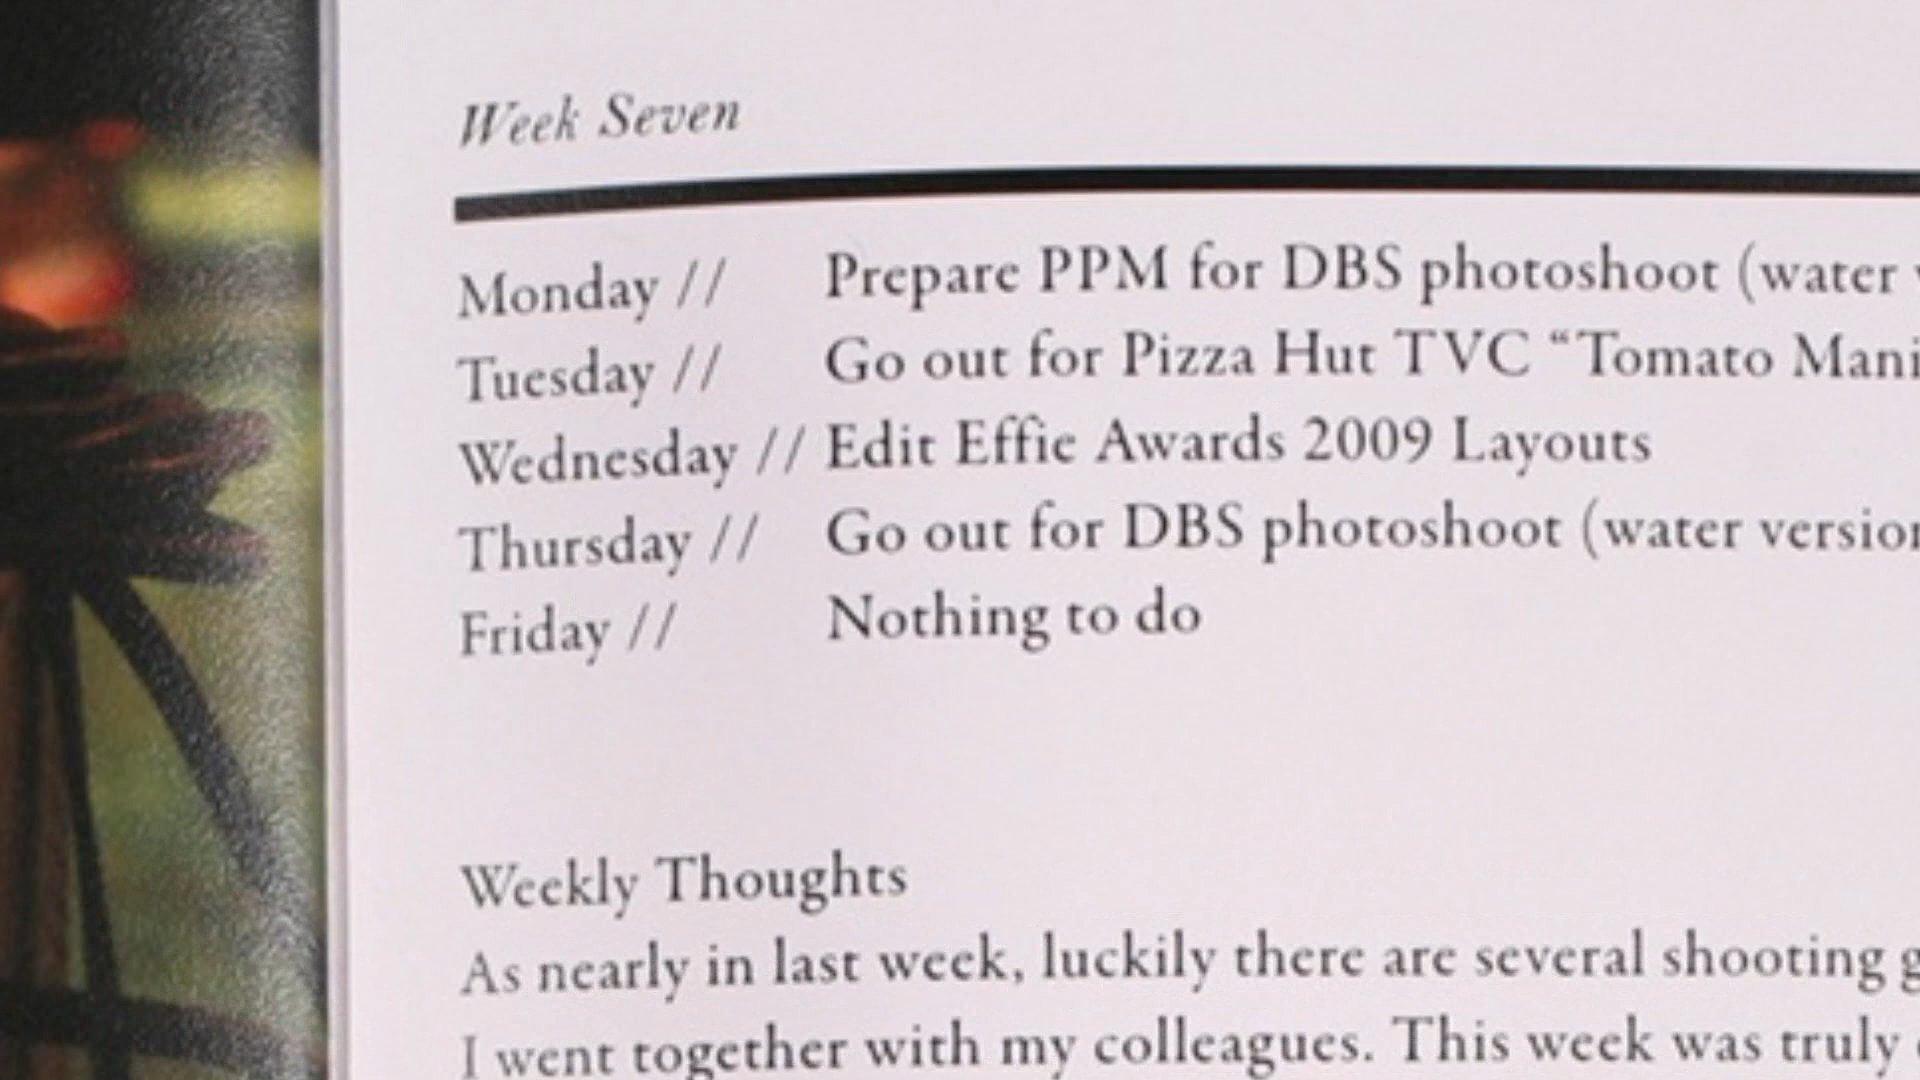 Week Seven
Monday // Prepare PPM for DBS photoshoot (water
Tuesday // Go out for Pizza Hut TVC “Tomato Mani
Wednesday // Edit Effie Awards 2009 Layouts
Thursday // Go out for DBS photoshoot (water version
Friday // Nothing to do
Weekly Thoughts
As nearly in last week, luckily there are several shooting
I went together with my colleagues. This week was truly